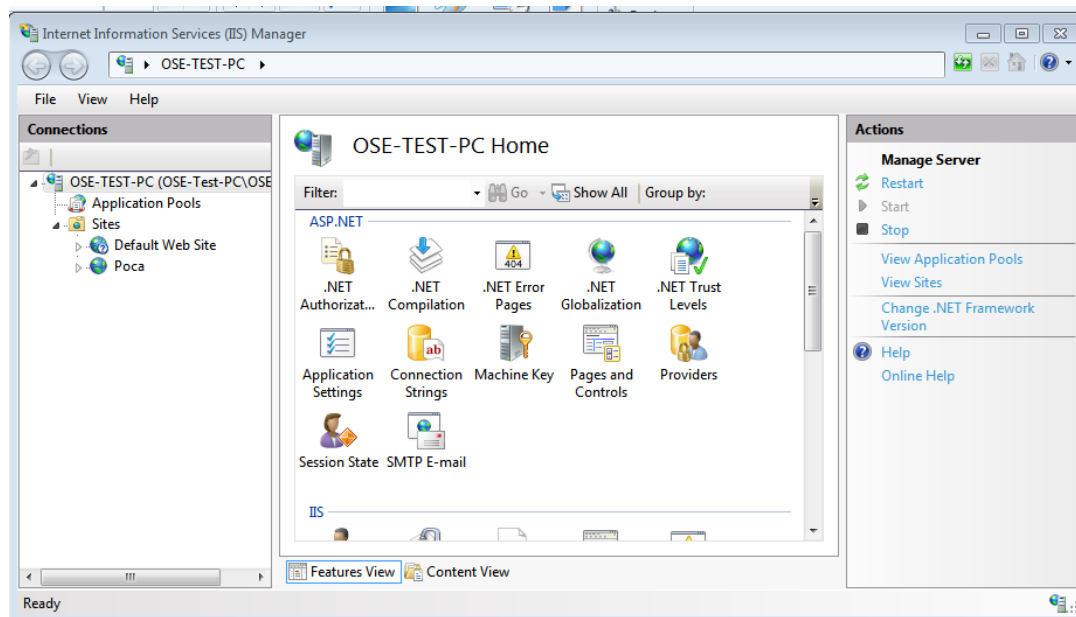 Internet Information Services (IIS) Manager
OSE-TEST-PC
File View Help
Connections
OSE-TEST-PC (OSE-Test-PC\OSE
Application Pools
Sites
Default Web Site
Poca
OSE-TEST-PC Home
Filter: Go Show All Group by:
ASP.NET
.NET Authorizat...
.NET Compilation
.NET Error Pages
404
.NET Globalization
.NET Trust Levels
Application Settings
ab
Connection Strings
Machine Key
Pages and Controls
Providers
Session State
SMTP E-mail
IIS
Features View Content View
Actions
Manage Server
Restart
Start
Stop
View Application Pools
View Sites
Change .NET Framework
Version
Help
Online Help
Ready